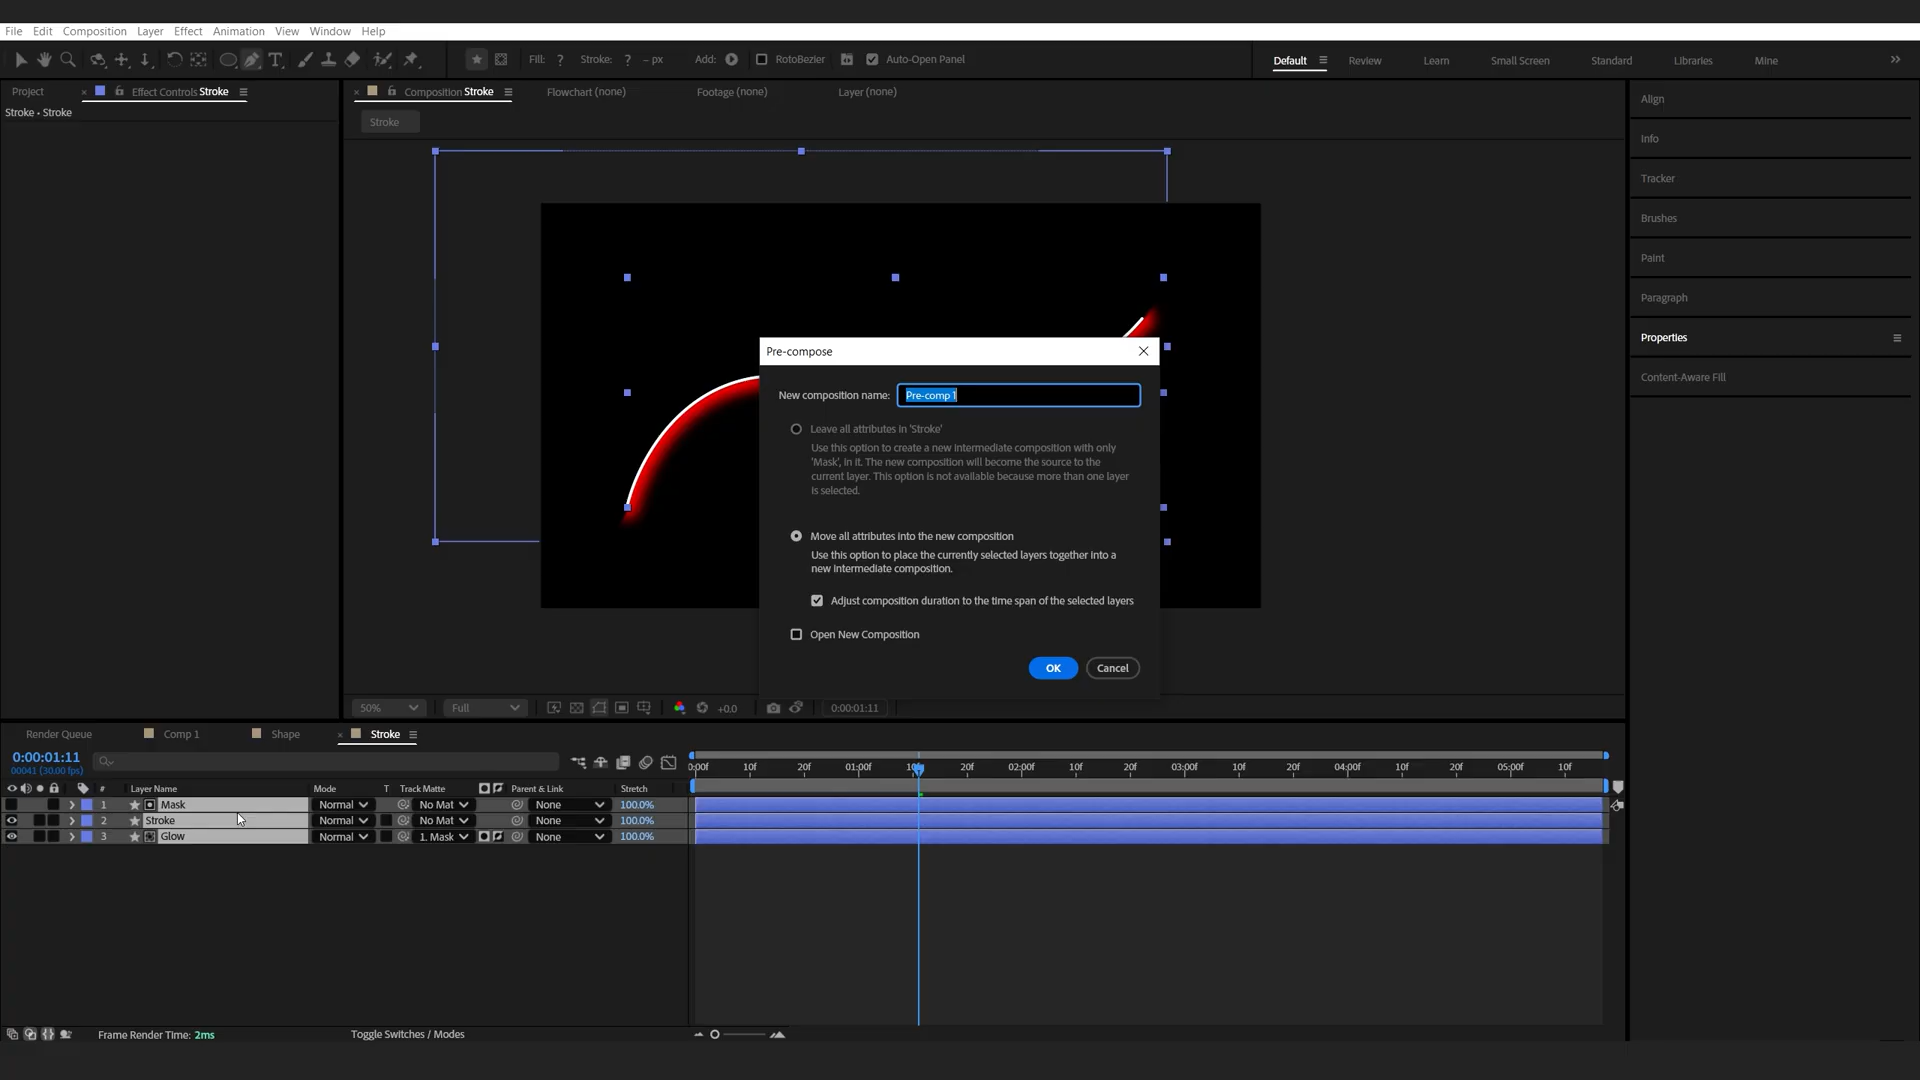 File Edit Composition Layer Effect Animation View Window Help
Fill: ? Stroke: ? – px Add: RotoBezier Auto-Open Panel
Default Review Learn Small Screen Standard Libraries Mine
Project Effect Controls Stroke
Composition Stroke Flowchart (none) Footage (none) Layer (none)
Stroke • Stroke
Stroke
Align
Info
Tracker
Brushes
Paint
Paragraph
Properties
Content-Aware Fill
Pre-compose
New composition name: Pre-comp 1
Leave all attributes in 'Stroke'
Use this option to create a new intermediate composition with only
'Mask', in it. The new composition will become the source to the
current layer. This option is not available because more than one layer
is selected.
Move all attributes into the new composition
Use this option to place the currently selected layers together into a
new intermediate composition.
Adjust composition duration to the time span of the selected layers
Open New Composition
OK Cancel
50% Full +0.0 0:00:01:11
Render Queue Comp 1 Shape Stroke
0:00:01:11
00041 (30.00 fps)
0:00f 10f 20f 01:00f 10f 20f 02:00f 10f 20f 03:00f 10f 20f 04:00f 10f 20f 05:00f 10f
# Layer Name Mode T Track Matte Parent & Link Stretch
1 Mask Normal No Mat None 100.0%
2 Stroke Normal No Mat None 100.0%
3 Glow Normal 1. Mask None 100.0%
Frame Render Time: 2ms Toggle Switches / Modes